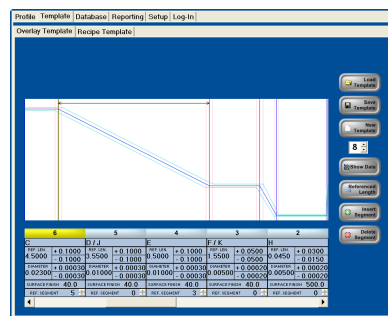 Profile Template Database Reporting Setup Log-In
Overlay Template Recipe Template
Load Template
Save Template
New Template
8
Show Data
Referenced Length
Insert Segment
Delete Segment
6 5 4 3 2
C D / J E F / K H
REF. LEN. 4.5000 +0.1000 -0.1000 REF. LEN. 3.5500 +0.1000 -0.1000 REF. LEN. 0.5000 +0.1000 -0.1000 REF. LEN. 1.5500 +0.0500 -0.0100 REF. LEN. 0.0450 +0.0300 -0.0150
DIAMETER 0.02300 +0.00030 -0.00030 DIAMETER 0.01000 +0.00030 -0.00030 DIAMETER 0.01000 +0.00030 -0.00030 DIAMETER 0.00500 +0.00020 -0.00020 DIAMETER 0.00500 +0.00020 -0.00020
SURFACE FINISH 40.0 SURFACE FINISH 40.0 SURFACE FINISH 40.0 SURFACE FINISH 40.0 SURFACE FINISH 500.0
REF. SEGMENT 5 REF. SEGMENT 0 REF. SEGMENT 3 REF. SEGMENT 0 REF. SEGMENT 0